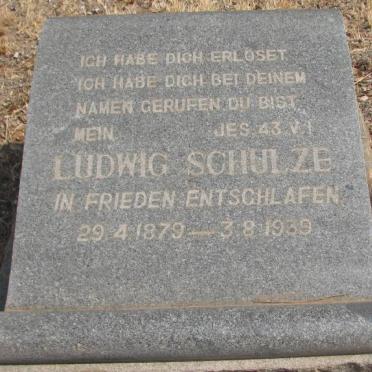 ICH HABE DICH ERLÖSET
ICH HABE DICH BEI DEINEM
NAMEN GERUFEN DU BIST
MEIN JES. 43. V. 1
LUDWIG SCHULZE
IN FRIEDEN ENTSCHLAFEN
29. 4. 1879 — 3. 8. 1939